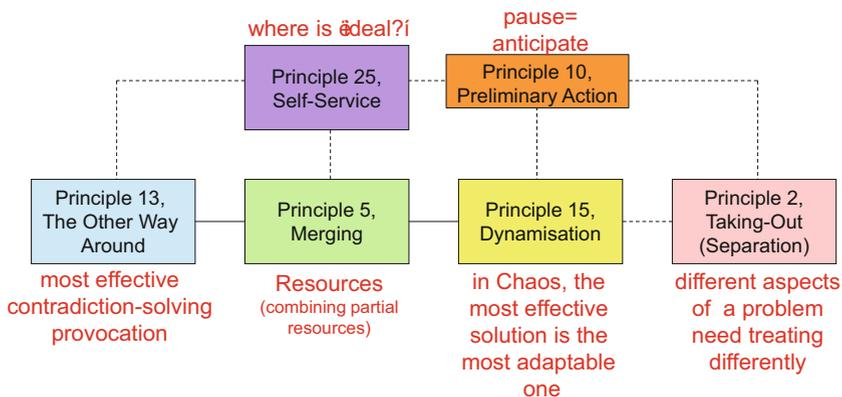 where is ëideal?í
pause=
anticipate
Principle 25,
Self-Service
Principle 10,
Preliminary Action
Principle 13,
The Other Way
Around
Principle 5,
Merging
Principle 15,
Dynamisation
Principle 2,
Taking-Out
(Separation)
most effective
contradiction-solving
provocation
Resources
(combining partial
resources)
in Chaos, the
most effective
solution is the
most adaptable
one
different aspects
of a problem
need treating
differently